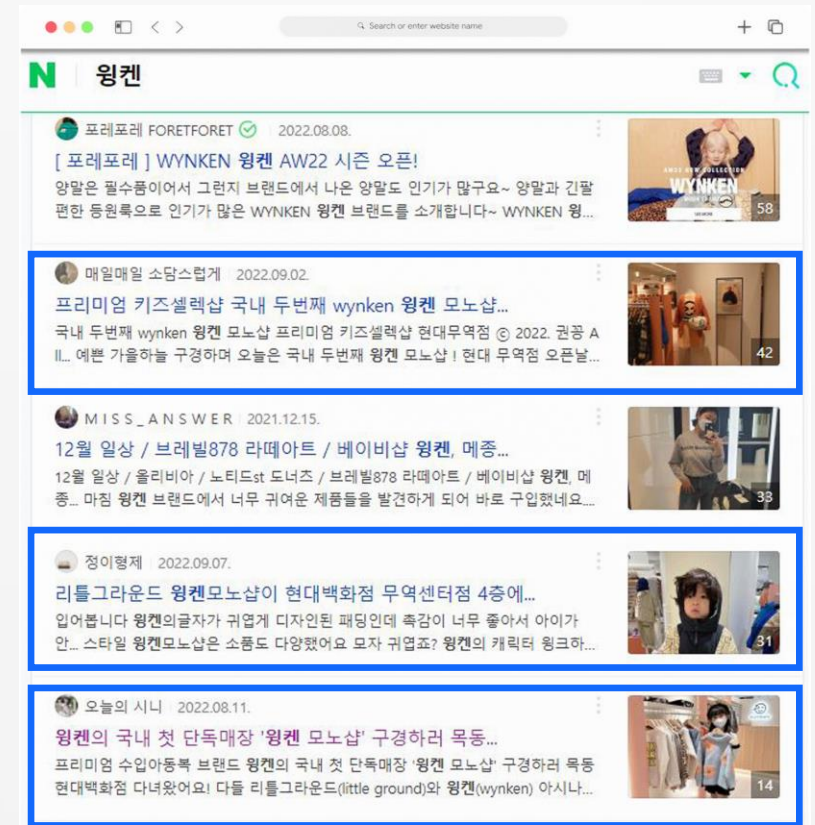 Search or enter website name
N 윙켄
포레포레 FORETFORET 2022.08.08.
[ 포레포레 ] WYNKEN 윙켄 AW22 시즌 오픈!
양말은 필수품이어서 그런지 브랜드에서 나온 양말도 인기가 많구요~ 양말과 긴팔
편한 등원룩으로 인기가 많은 WYNKEN 윙켄 브랜드를 소개합니다~ WYNKEN 윙...
WYNKEN
58
매일매일 소담스럽게 2022.09.02.
프리미엄 키즈셀렉샵 국내 두번째 wynken 윙켄 모노샵...
국내 두번째 wynken 윙켄 모노샵 프리미엄 키즈셀렉샵 현대무역점 ⓒ 2022. 권꽁 A
ll... 예쁜 가을하늘 구경하며 오늘은 국내 두번째 윙켄 모노샵 ! 현대 무역점 오픈날...
42
MISS_ANSWER 2021.12.15.
12월 일상 / 브레빌878 라떼아트 / 베이비샵 윙켄, 메종...
12월 일상 / 올리비아 / 노티드st 도너츠 / 브레빌878 라떼아트 / 베이비샵 윙켄, 메
종... 마침 윙켄 브랜드에서 너무 귀여운 제품들을 발견하게 되어 바로 구입했네요....
33
정이형제 2022.09.07.
리틀그라운드 윙켄모노샵이 현대백화점 무역센터점 4층에...
입어봅니다 윙켄의글자가 귀엽게 디자인된 패딩인데 촉감이 너무 좋아서 아이가
안... 스타일 윙켄모노샵은 소품도 다양했어요 모자 귀엽죠? 윙켄의 캐릭터 윙크하...
31
오늘의 시니 2022.08.11.
윙켄의 국내 첫 단독매장 '윙켄 모노샵' 구경하러 목동...
프리미엄 수입아동복 브랜드 윙켄의 국내 첫 단독매장 '윙켄 모노샵' 구경하러 목동
현대백화점 다녀왔어요! 다들 리틀그라운드(little ground)와 윙켄(wynken) 아시나...
14